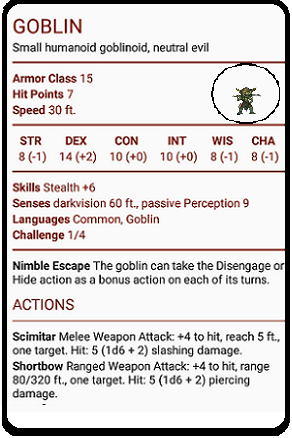 GOBLIN
Small humanoid goblinoid, neutral evil
Armor Class 15
Hit Points 7
Speed 30 ft.
STR DEX CON INT WIS CHA
8 (-1) 14 (+2) 10 (+0) 10 (+0) 8 (-1) 8 (-1)
Skills Stealth +6
Senses darkvision 60 ft., passive Perception 9
Languages Common, Goblin
Challenge 1/4
Nimble Escape The goblin can take the Disengage or
Hide action as a bonus action on each of its turns.
ACTIONS
Scimitar Melee Weapon Attack: +4 to hit, reach 5 ft.,
one target. Hit: 5 (1d6 + 2) slashing damage.
Shortbow Ranged Weapon Attack: +4 to hit, range
80/320 ft., one target. Hit: 5 (1d6 + 2) piercing
damage.